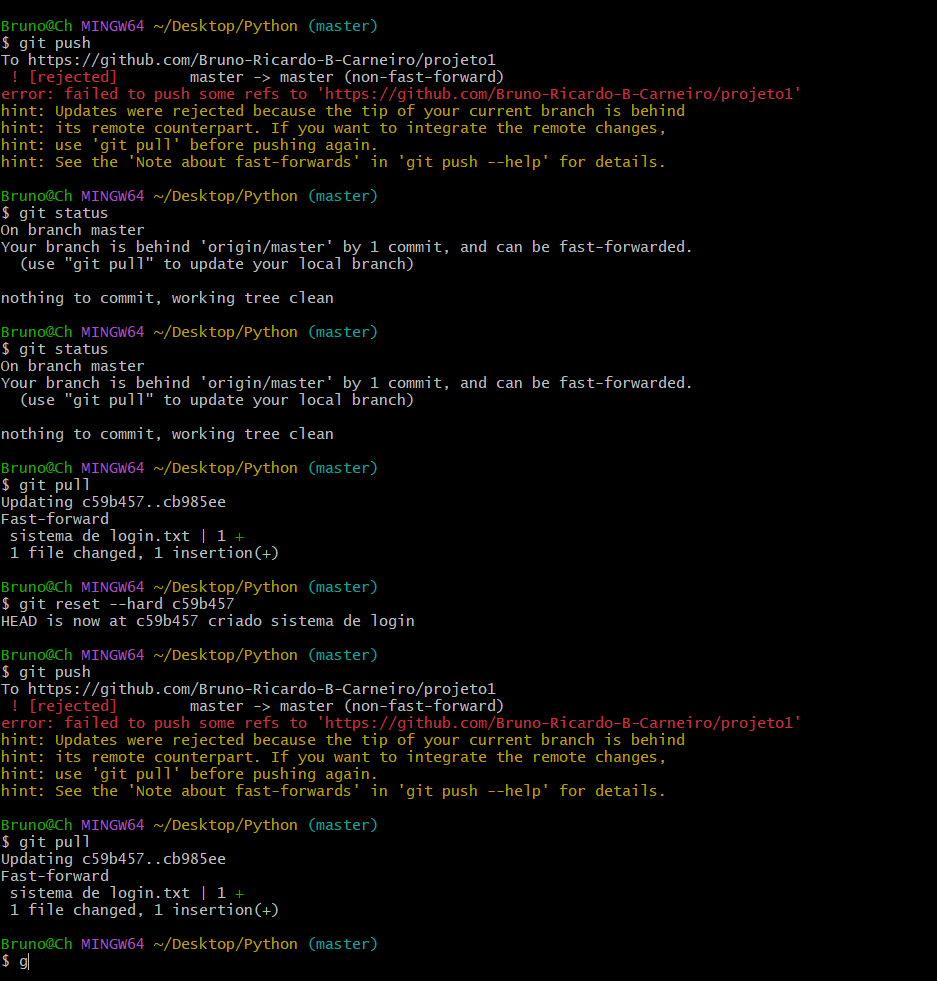 Bruno@Ch MINGW64 ~/Desktop/Python (master)
$ git push
To https://github.com/Bruno-Ricardo-B-Carneiro/projeto1
 ! [rejected]        master -> master (non-fast-forward)
error: failed to push some refs to 'https://github.com/Bruno-Ricardo-B-Carneiro/projeto1'
hint: Updates were rejected because the tip of your current branch is behind
hint: its remote counterpart. If you want to integrate the remote changes,
hint: use 'git pull' before pushing again.
hint: See the 'Note about fast-forwards' in 'git push --help' for details.

Bruno@Ch MINGW64 ~/Desktop/Python (master)
$ git status
On branch master
Your branch is behind 'origin/master' by 1 commit, and can be fast-forwarded.
  (use "git pull" to update your local branch)

nothing to commit, working tree clean

Bruno@Ch MINGW64 ~/Desktop/Python (master)
$ git status
On branch master
Your branch is behind 'origin/master' by 1 commit, and can be fast-forwarded.
  (use "git pull" to update your local branch)

nothing to commit, working tree clean

Bruno@Ch MINGW64 ~/Desktop/Python (master)
$ git pull
Updating c59b457..cb985ee
Fast-forward
 sistema de login.txt | 1 +
 1 file changed, 1 insertion(+)

Bruno@Ch MINGW64 ~/Desktop/Python (master)
$ git reset --hard c59b457
HEAD is now at c59b457 criado sistema de login

Bruno@Ch MINGW64 ~/Desktop/Python (master)
$ git push
To https://github.com/Bruno-Ricardo-B-Carneiro/projeto1
 ! [rejected]        master -> master (non-fast-forward)
error: failed to push some refs to 'https://github.com/Bruno-Ricardo-B-Carneiro/projeto1'
hint: Updates were rejected because the tip of your current branch is behind
hint: its remote counterpart. If you want to integrate the remote changes,
hint: use 'git pull' before pushing again.
hint: See the 'Note about fast-forwards' in 'git push --help' for details.

Bruno@Ch MINGW64 ~/Desktop/Python (master)
$ git pull
Updating c59b457..cb985ee
Fast-forward
 sistema de login.txt | 1 +
 1 file changed, 1 insertion(+)

Bruno@Ch MINGW64 ~/Desktop/Python (master)
$ g